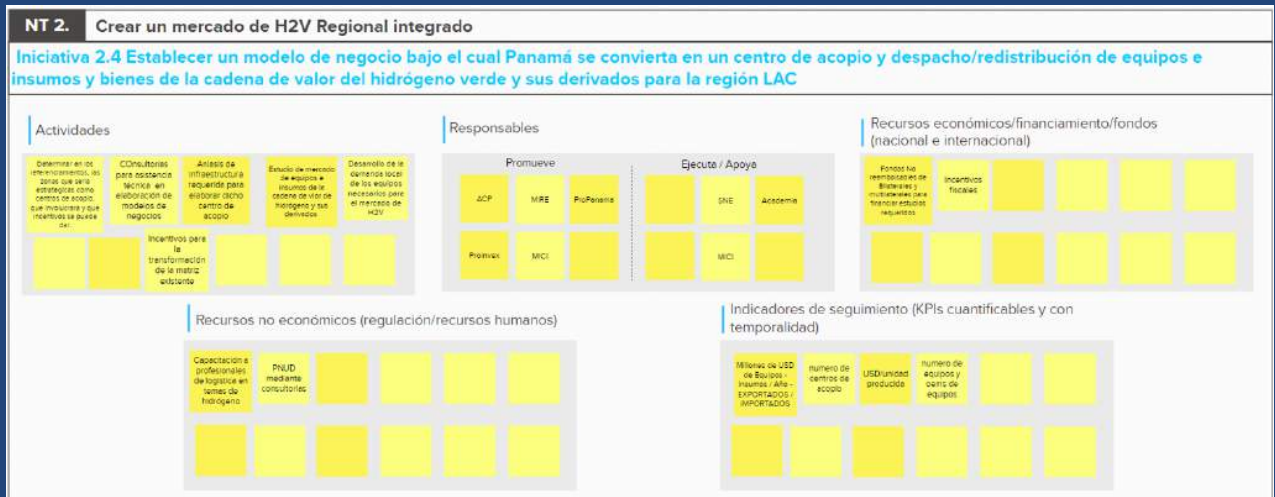 NT 2. Crear un mercado de H2V Regional integrado
Iniciativa 2.4 Establecer un modelo de negocio bajo el cual Panamá se convierta en un centro de acopio y despacho/redistribución de equipos e
insumos y bienes de la cadena de valor del hidrógeno verde y sus derivados para la región LAC
Actividades
Determinar en los
referenciamientos, las
zonas que seria
estratégicas como
centros de acopio,
que involucrara y que
incentivos se puede
dar.
COnsultorias
para asistencia
técnica en
elaboración de
modelos de
negocios
Anlasis de
infraestructura
requerida para
elaborar dicho
centro de
acopio
Estudio de mercado
de equipos e
insumos de la
cadena de vlor de
hidrógeno y sus
derivados
Desarrollo de la
demanda local
de los equipos
necesarios para
el mercado de
H2V
Incentivos para
la
transformación
de la matriz
existente
Responsables
Promueve
ACP
MIRE
ProPanama
Proinvex
MICI
Ejecuta / Apoya
SNE
Academia
MICI
Recursos económicos/financiamiento/fondos
(nacional e internacional)
Fondos No
reembolsables de
Bilaterales y
multilaterales para
financiar estudios
requeridos
Incentivos
fiscales
Recursos no económicos (regulación/recursos humanos)
Capacitación a
profesionales
de logística en
temas de
hidrógeno
PNUD
mediante
consultorías
Indicadores de seguimiento (KPIs cuantificables y con
temporalidad)
Millones de USD
de Equipos -
Insumos / Año -
EXPORTADOS /
IMPORTADOS
numero de
centros de
acopio
USD/unidad
producida
numero de
equipos y
de
equipos